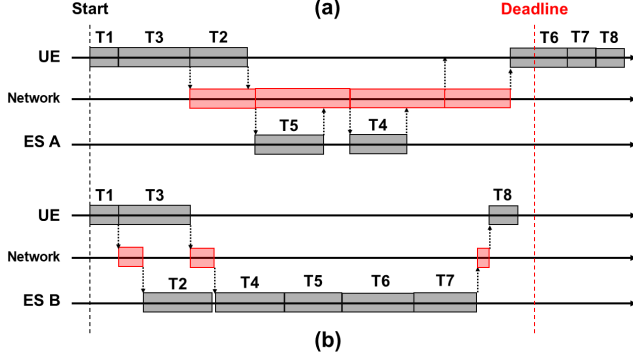 Start (a) Deadline
T1 T3 T2 T6 T7 T8
UE
Network
T5 T4
ES A
T1 T3 T8
UE
Network
T2 T4 T5 T6 T7
ES B
(b)